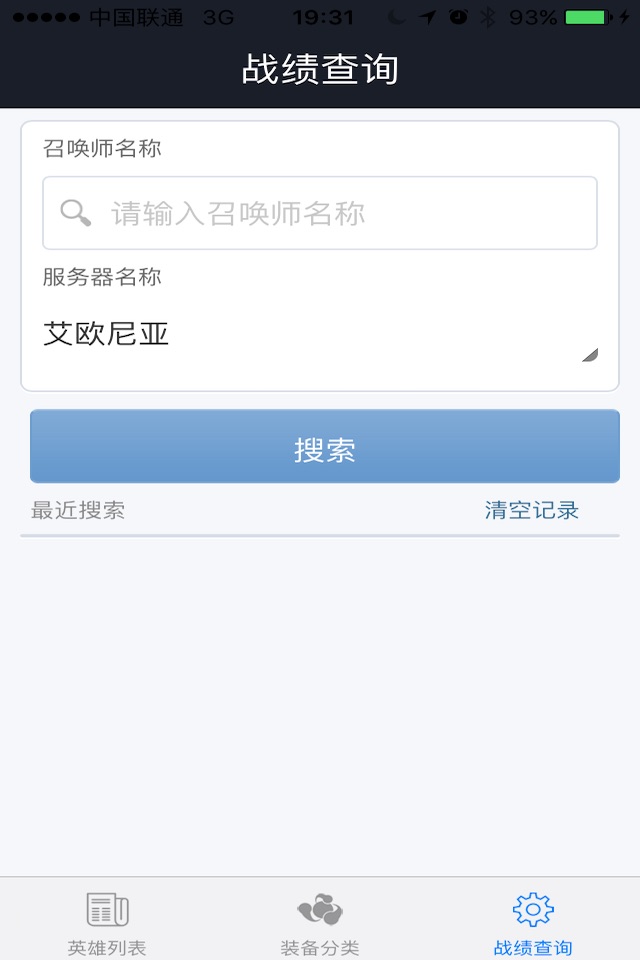 中国联通 3G 19:31 93%
战绩查询
召唤师名称
请输入召唤师名称
服务器名称
艾欧尼亚
搜索
最近搜索 清空记录
英雄列表 装备分类 战绩查询